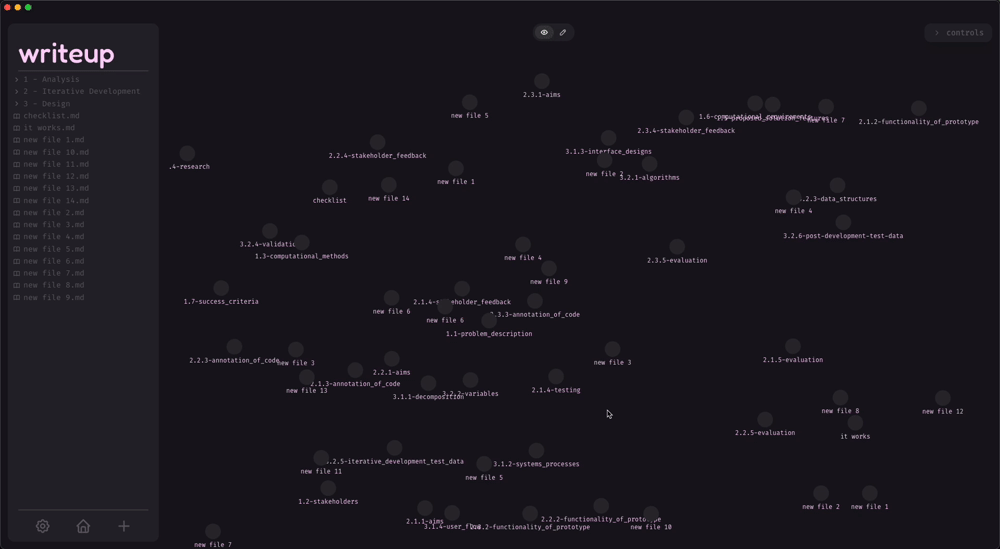 writeup
1 - Analysis
2 - Iterative Development
3 - Design
checklist.md
it works.md
new file 1.md
new file 10.md
new file 11.md
new file 12.md
new file 13.md
new file 14.md
new file 2.md
new file 3.md
new file 4.md
new file 5.md
new file 6.md
new file 7.md
new file 8.md
new file 9.md
controls
2.3.1-aims
new file 5
new file 7
2.1.2-functionality_of_prototype
2.3.4-stakeholder_feedback
3.1.3-interface_designs
2.2.4-stakeholder_feedback
.4-research
new file 2
3.2.1-algorithms
new file 1
new file 14
checklist
.2.3-data_structures
new file 4
3.2.6-post-development-test-data
3.2.4-validatio
1.3-computational_methods
new file 4
2.3.5-evaluation
new file 9
1.7-success_criteria
new file 6
2.1.4-stakeholder_feedback
new file 6
.3.3-annotation_of_code
1.1-problem_description
2.2.3-annotation_of_code
new file 3
new file 3
2.1.5-evaluation
2.2.1-aims
new file 13
2.1.3-annotation_of_code
3.1.1-decomposition
3.2.2-variables
2.1.4-testing
new file 8
new file 12
2.2.5-evaluation
it works
3.2.5-iterative_development_test_data
new file 11
3.1.2-systems_processes
new file 5
1.2-stakeholders
new file 2
new file 1
2.1.1-aims
3.1.4-user_flow
.2-functionality_of_prototype
2.2.2-functionality_of_prototype
new file 10
new file 7